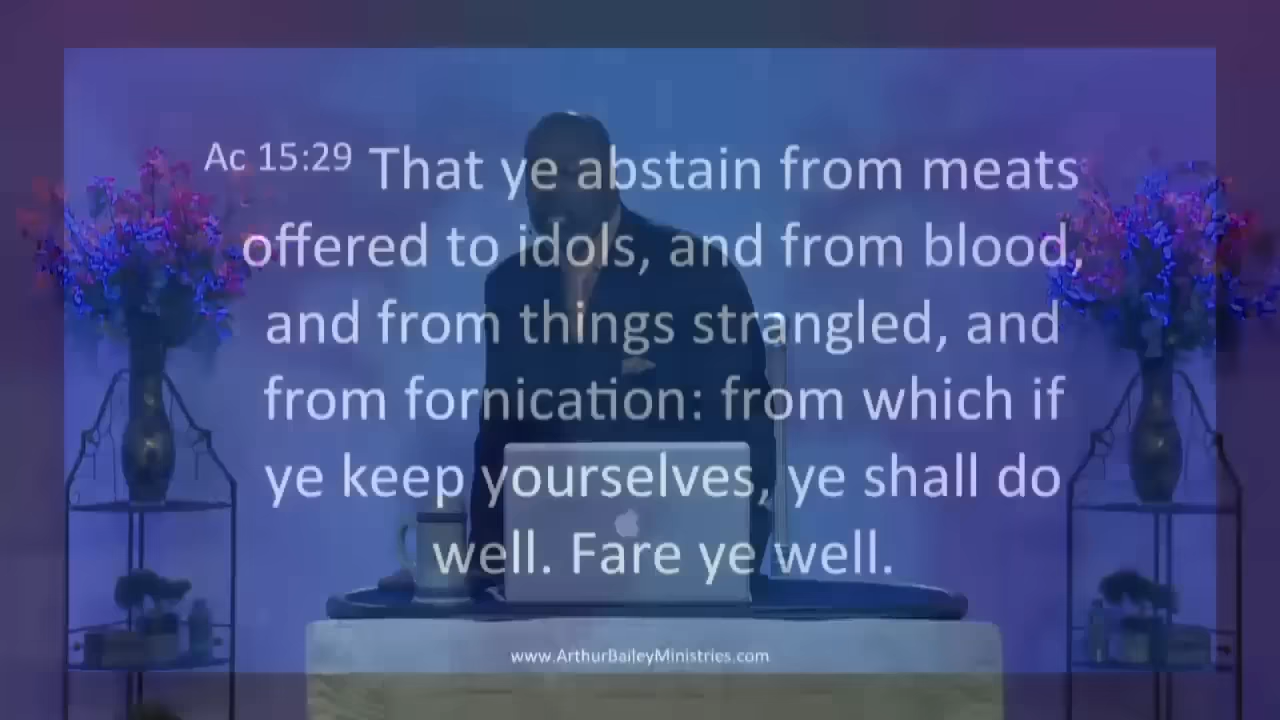 Ac 15:29 That ye abstain from meats
offered to idols, and from blood,
and from things strangled, and
from fornication: from which if
ye keep yourselves, ye shall do
well. Fare ye well.
www.ArthurBaileyMinistries.com